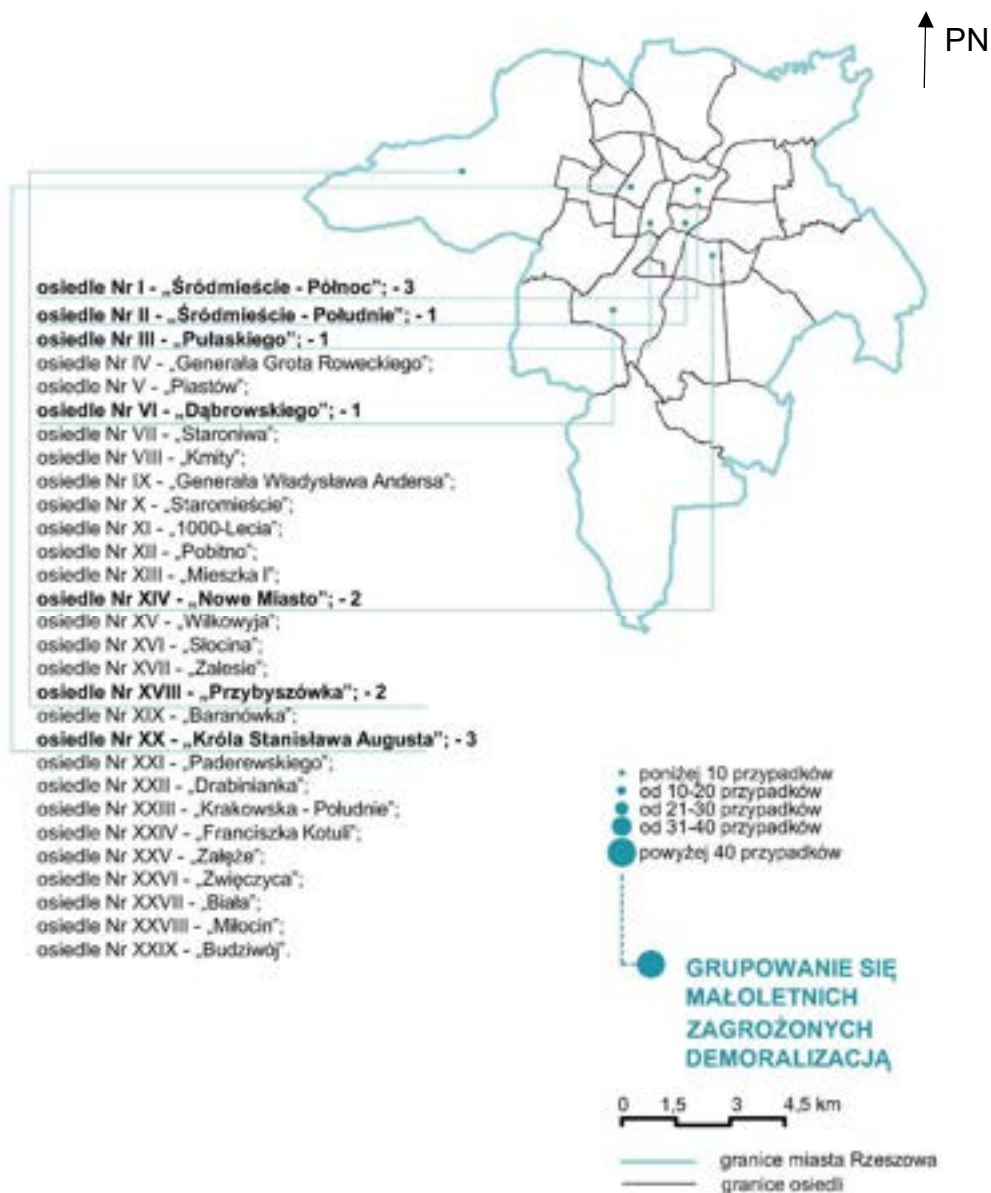 PN
osiedle Nr I - „Śródmieście - Północ"; - 3
osiedle Nr II - „Śródmieście - Południe"; - 1
osiedle Nr III - „Pułaskiego"; - 1
osiedle Nr IV - „Generała Grota Roweckiego";
osiedle Nr V - „Piastów";
osiedle Nr VI - „Dąbrowskiego"; - 1
osiedle Nr VII - „Staroniwa";
osiedle Nr VIII - „Kmity";
osiedle Nr IX - „Generała Władysława Andersa";
osiedle Nr X - „Staromieście";
osiedle Nr XI - „1000-Lecia";
osiedle Nr XII - „Pobitno";
osiedle Nr XIII - „Mieszka I";
osiedle Nr XIV - „Nowe Miasto"; - 2
osiedle Nr XV - „Wilkowyja";
osiedle Nr XVI - „Słocina";
osiedle Nr XVII - „Zalesie";
osiedle Nr XVIII - „Przybyszówka"; - 2
osiedle Nr XIX - „Baranówka";
osiedle Nr XX - „Króla Stanisława Augusta"; - 3
osiedle Nr XXI - „Paderewskiego";
osiedle Nr XXII - „Drabinianka";
osiedle Nr XXIII - „Krakowska - Południe";
osiedle Nr XXIV - „Franciszka Kotuli";
osiedle Nr XXV - „Załęże";
osiedle Nr XXVI - „Zwięczyca";
osiedle Nr XXVII - „Biała";
osiedle Nr XXVIII - „Miłocin";
osiedle Nr XXIX - „Budziwój".
poniżej 10 przypadków
od 10-20 przypadków
od 21-30 przypadków
od 31-40 przypadków
powyżej 40 przypadków
GRUPOWANIE SIĘ
MAŁOLETNICH
ZAGROŻONYCH
DEMORALIZACJĄ
0 1,5 3 4,5 km
granice miasta Rzeszowa
granice osiedli